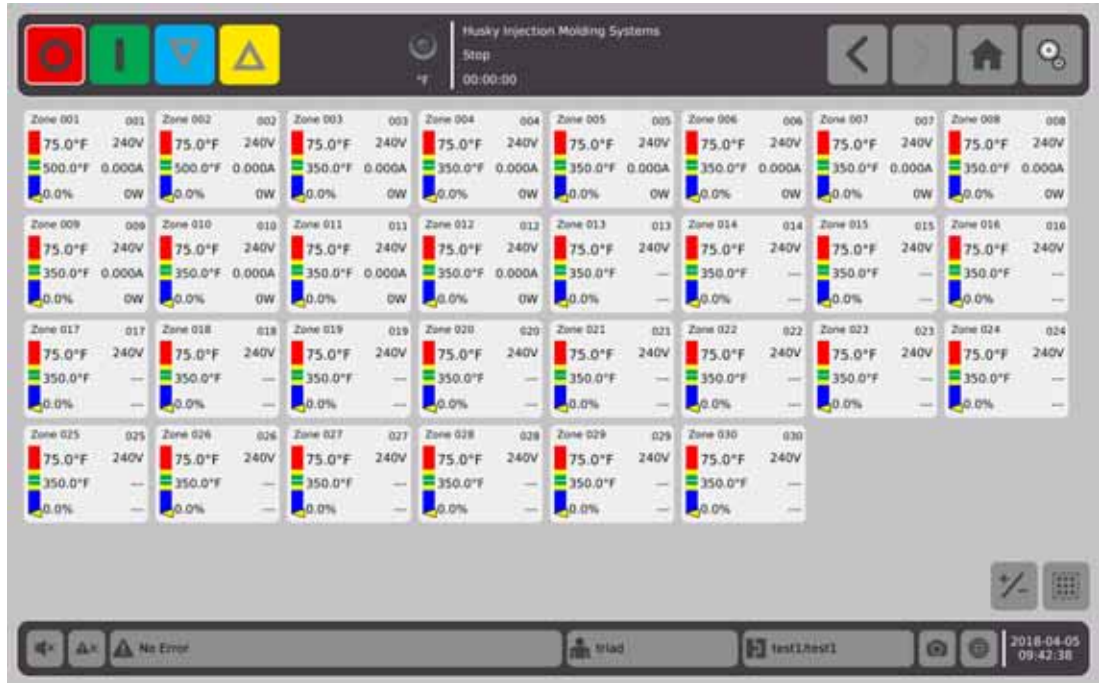 Husky Injection Molding Systems
Stop
°F 00:00:00
Zone 001 001 Zone 002 002 Zone 003 003 Zone 004 004 Zone 005 005 Zone 006 006 Zone 007 007 Zone 008 008
75.0°F 240V 75.0°F 240V 75.0°F 240V 75.0°F 240V 75.0°F 240V 75.0°F 240V 75.0°F 240V 75.0°F 240V
500.0°F 0.000A 500.0°F 0.000A 350.0°F 0.000A 350.0°F 0.000A 350.0°F 0.000A 350.0°F 0.000A 350.0°F 0.000A 350.0°F 0.000A
0.0% 0W 0.0% 0W 0.0% 0W 0.0% 0W 0.0% 0W 0.0% 0W 0.0% 0W 0.0% 0W
Zone 009 009 Zone 010 010 Zone 011 011 Zone 012 012 Zone 013 013 Zone 014 014 Zone 015 015 Zone 016 016
75.0°F 240V 75.0°F 240V 75.0°F 240V 75.0°F 240V 75.0°F 240V 75.0°F 240V 75.0°F 240V 75.0°F 240V
350.0°F 0.000A 350.0°F 0.000A 350.0°F 0.000A 350.0°F 0.000A 350.0°F --- 350.0°F --- 350.0°F --- 350.0°F ---
0.0% 0W 0.0% 0W 0.0% 0W 0.0% 0W 0.0% --- 0.0% --- 0.0% --- 0.0% ---
Zone 017 017 Zone 018 018 Zone 019 019 Zone 020 020 Zone 021 021 Zone 022 022 Zone 023 023 Zone 024 024
75.0°F 240V 75.0°F 240V 75.0°F 240V 75.0°F 240V 75.0°F 240V 75.0°F 240V 75.0°F 240V 75.0°F 240V
350.0°F --- 350.0°F --- 350.0°F --- 350.0°F --- 350.0°F --- 350.0°F --- 350.0°F --- 350.0°F ---
0.0% --- 0.0% --- 0.0% --- 0.0% --- 0.0% --- 0.0% --- 0.0% --- 0.0% ---
Zone 025 025 Zone 026 026 Zone 027 027 Zone 028 028 Zone 029 029 Zone 030 030
75.0°F 240V 75.0°F 240V 75.0°F 240V 75.0°F 240V 75.0°F 240V 75.0°F 240V
350.0°F --- 350.0°F --- 350.0°F --- 350.0°F --- 350.0°F --- 350.0°F ---
0.0% --- 0.0% --- 0.0% --- 0.0% --- 0.0% --- 0.0% ---
+/-
No Error triad test1/test1 2018-04-05
09:42:38